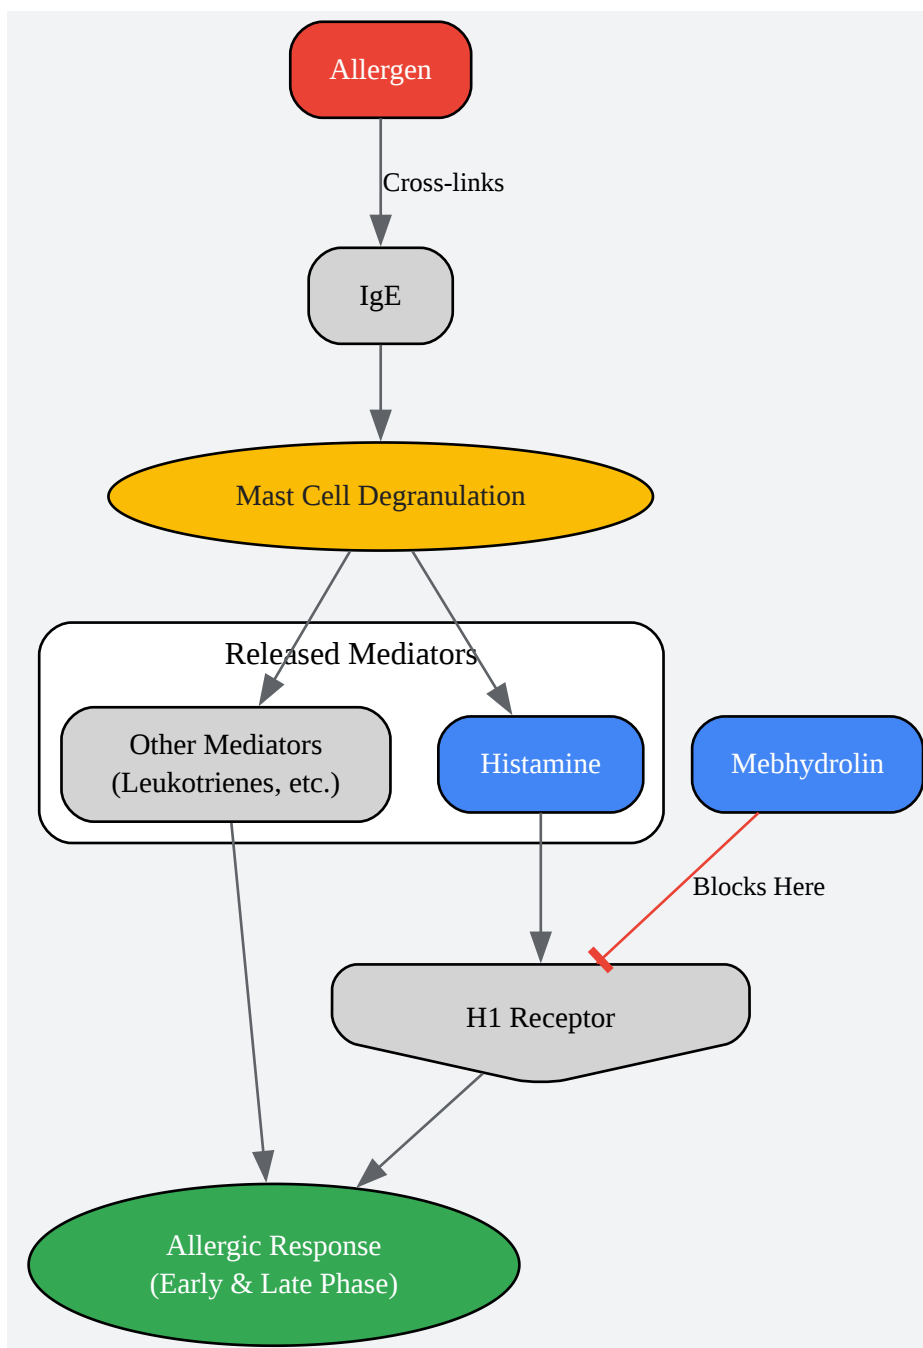 Allergen
Cross-links
IgE
Mast Cell Degranulation
Released Mediators
Other Mediators
(Leukotrienes, etc.)
Histamine
Mebhydrolin
Blocks Here
H1 Receptor
Allergic Response
(Early & Late Phase)